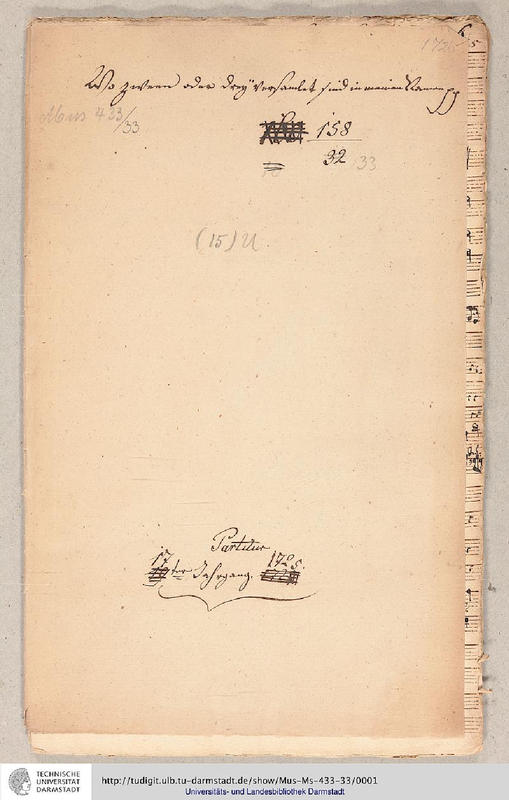 1725
Wo zween oder drey versamlet sind in meinem Namen pp
Mus 433
/33
158
32 33
(15) U
Partitur
17ter Jahrgang. 1725.
TECHNISCHE
UNIVERSITÄT
DARMSTADT
http://tudigit.ulb.tu-darmstadt.de/show/Mus-Ms-433-33/0001
Universitäts- und Landesbibliothek Darmstadt